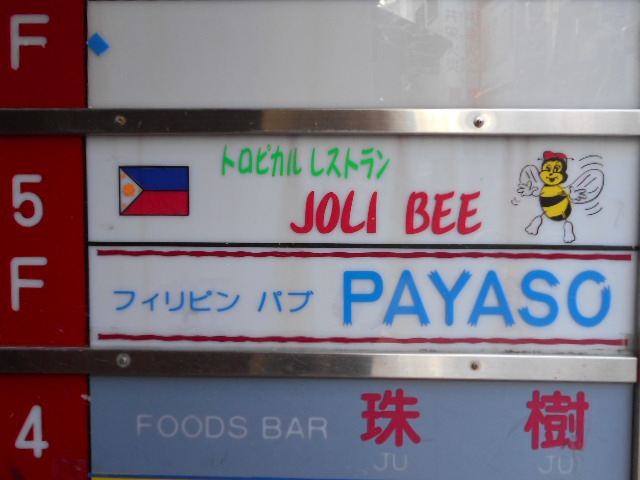 F
トロピカル レストラン
JOLI BEE
5F
フィリピン パブ PAYASO
4
FOODS BAR 珠 樹
JU JU